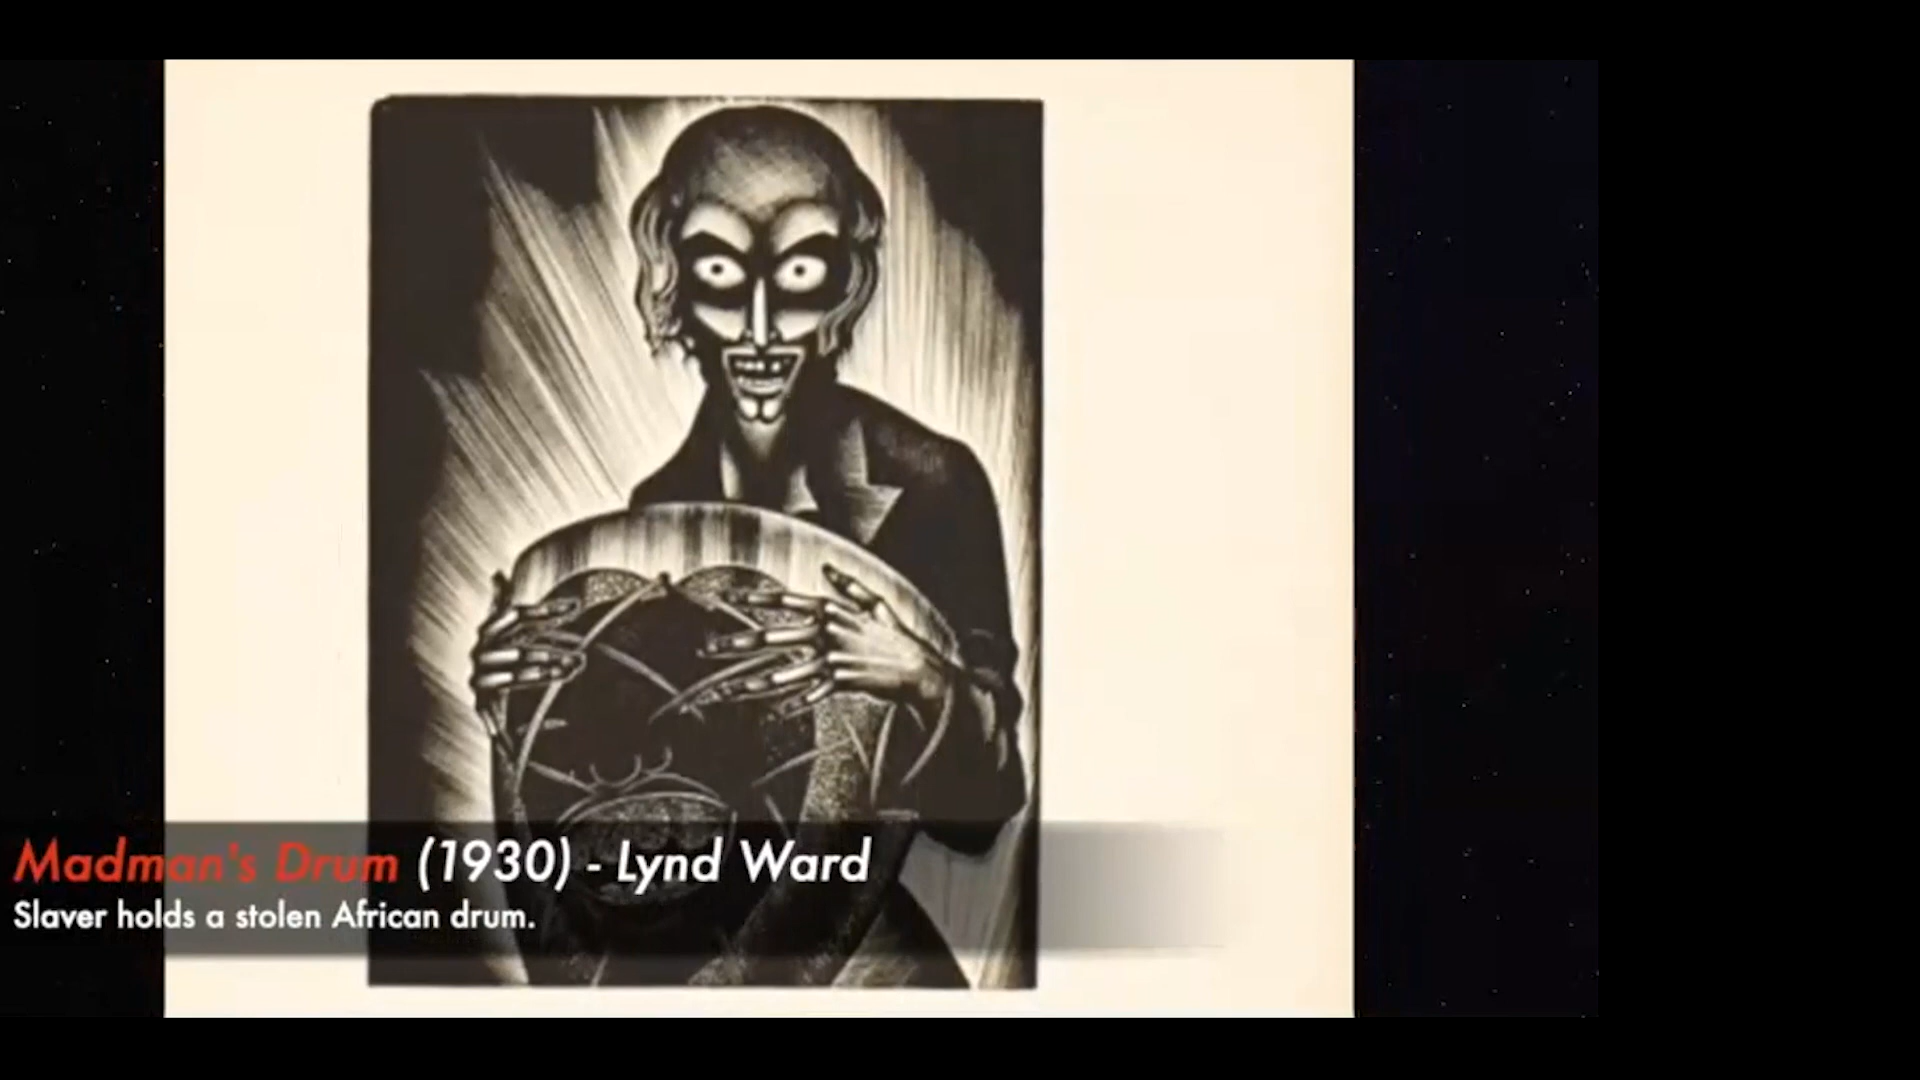 Madman's Drum (1930) - Lynd Ward
Slaver holds a stolen African drum.